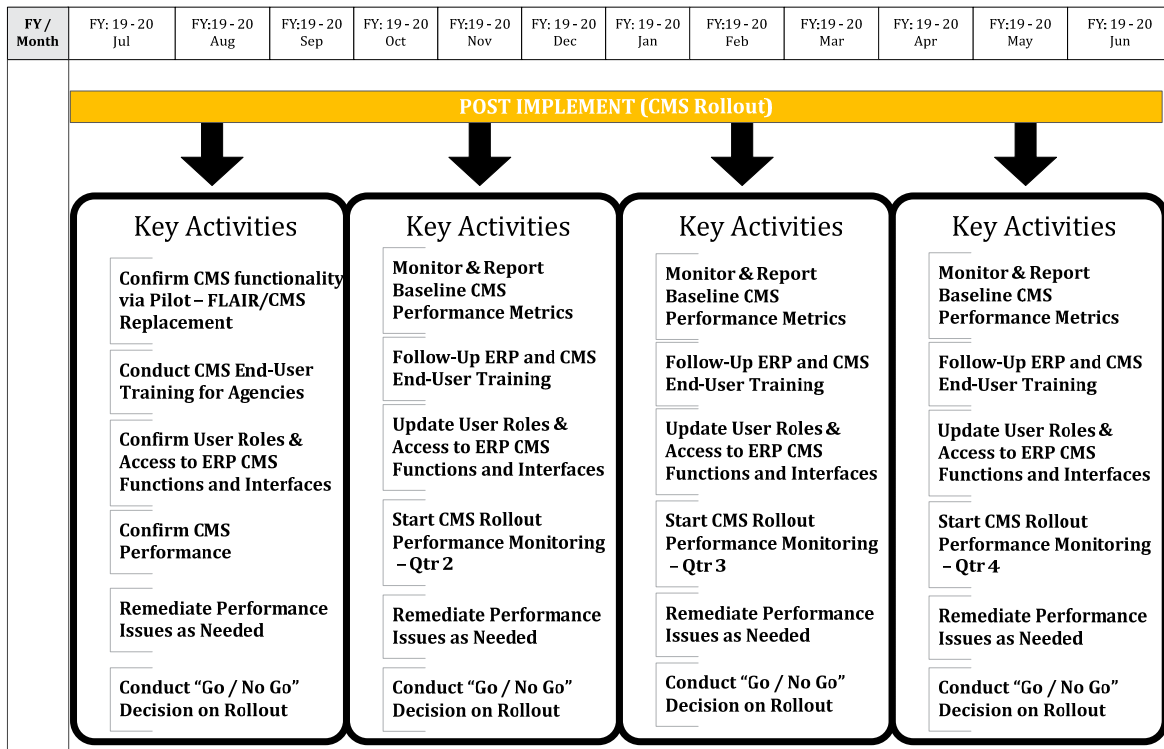 FY /
Month
FY: 19 - 20
Jul
FY:19 - 20
Aug
FY:19 - 20
Sep
FY: 19 - 20
Oct
FY:19 - 20
Nov
FY: 19 - 20
Dec
FY: 19 - 20
Jan
FY:19 - 20
Feb
FY: 19 - 20
Mar
FY: 19 - 20
Apr
FY: 19 - 20
May
FY: 19 - 20
Jun
POST IMPLEMENT (CMS Rollout)
Key Activities
Confirm CMS functionality
via Pilot – FLAIR/CMS
Replacement
Conduct CMS End-User
Training for Agencies
Confirm User Roles &
Access to ERP CMS
Functions and Interfaces
Confirm CMS
Performance
Remediate Performance
Issues as Needed
Conduct “Go / No Go”
Decision on Rollout
Key Activities
Monitor & Report
Baseline CMS
Performance Metrics
Follow-Up ERP and CMS
End-User Training
Update User Roles &
Access to ERP CMS
Functions and Interfaces
Start CMS Rollout
Performance Monitoring
– Qtr 2
Remediate Performance
Issues as Needed
Conduct “Go / No Go”
Decision on Rollout
Key Activities
Monitor & Report
Baseline CMS
Performance Metrics
Follow-Up ERP and CMS
End-User Training
Update User Roles &
Access to ERP CMS
Functions and Interfaces
Start CMS Rollout
Performance Monitoring
– Qtr 3
Remediate Performance
Issues as Needed
Conduct “Go / No Go”
Decision on Rollout
Key Activities
Monitor & Report
Baseline CMS
Performance Metrics
Follow-Up ERP and CMS
End-User Training
Update User Roles &
Access to ERP CMS
Functions and Interfaces
Start CMS Rollout
Performance Monitoring
– Qtr 4
Remediate Performance
Issues as Needed
Conduct “Go / No Go”
Decision on Rollout